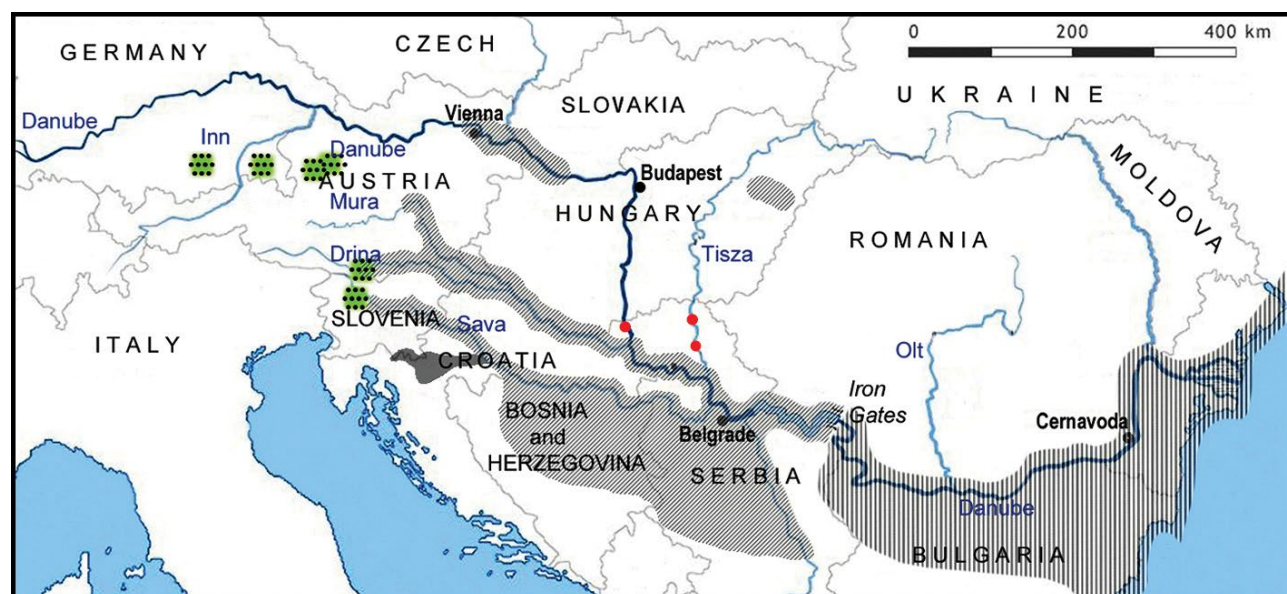 0 200 400 km
GERMANY
CZECH
UKRAINE
SLOVAKIA
Danube
Vienna
Inn
Danube
MOLDOVA
AUSTRIA
Budapest
Mura
HUNGARY
ROMANIA
Drina
Tisza
SLOVENIA
Sava
ITALY
CROATIA
Olt
Iron
Gates
BOSNIA
and
HERZEGOVINA
Belgrade
Cernavoda
SERBIA
Danube
BULGARIA